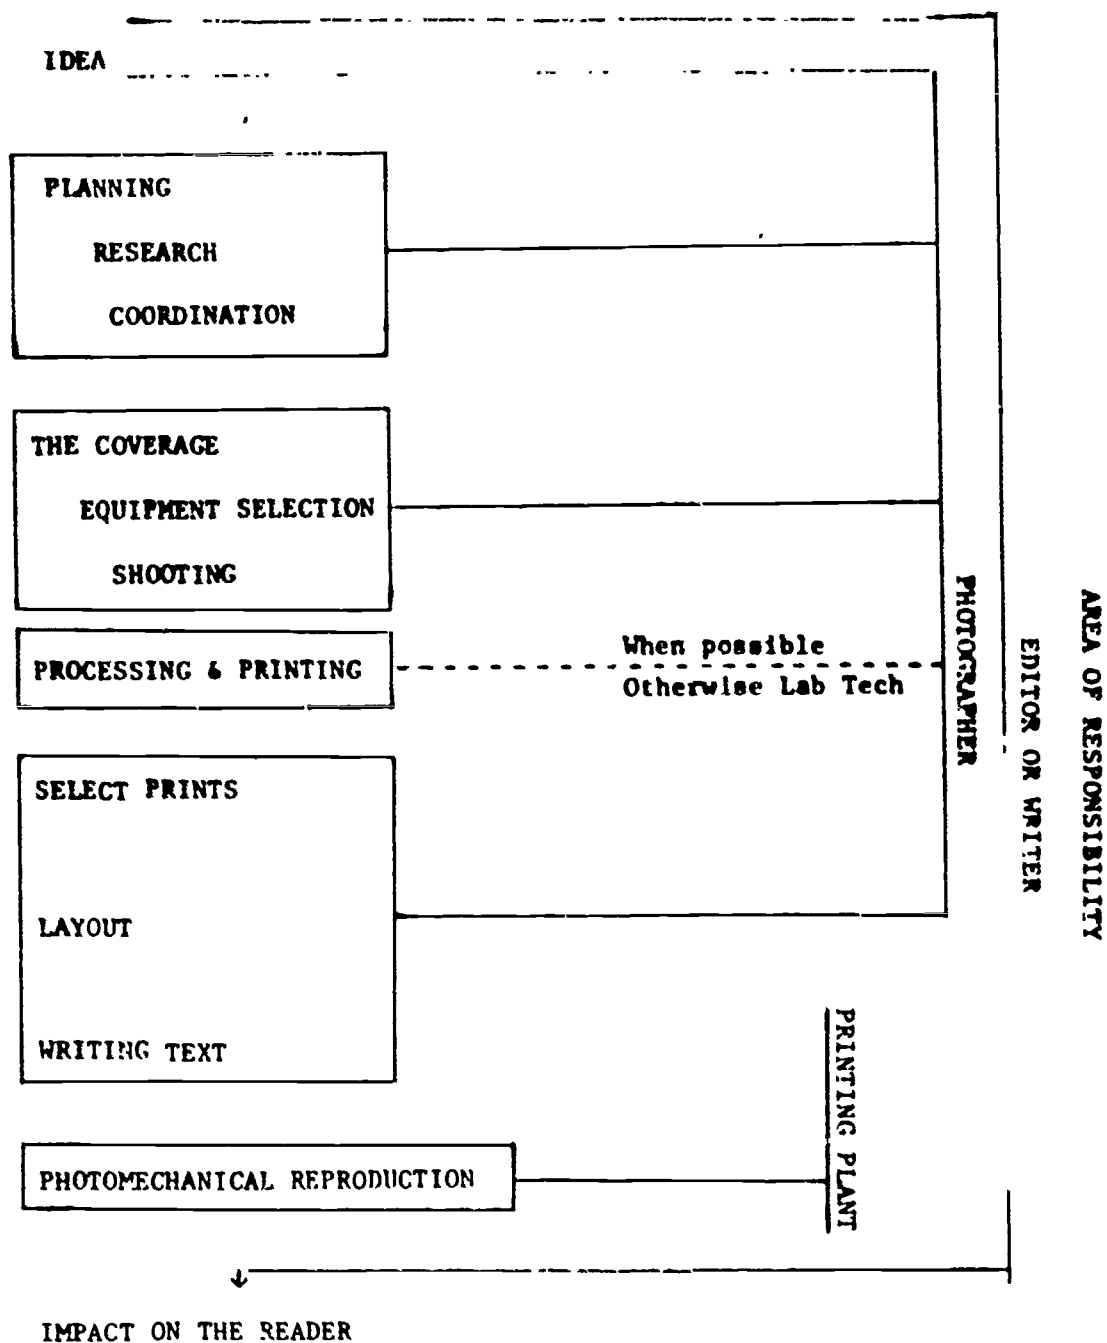 IDEA
PLANNING
RESEARCH
COORDINATION
THE COVERAGE
EQUIPMENT SELECTION
SHOOTING
PROCESSING & PRINTING
When possible
Otherwise Lab Tech
SELECT PRINTS
LAYOUT
WRITING TEXT
PHOTOMECHANICAL REPRODUCTION
IMPACT ON THE READER
PRINTING PLANT
PHOTOGRAPHER
EDITOR OR WRITER
AREA OF RESPONSIBILITY